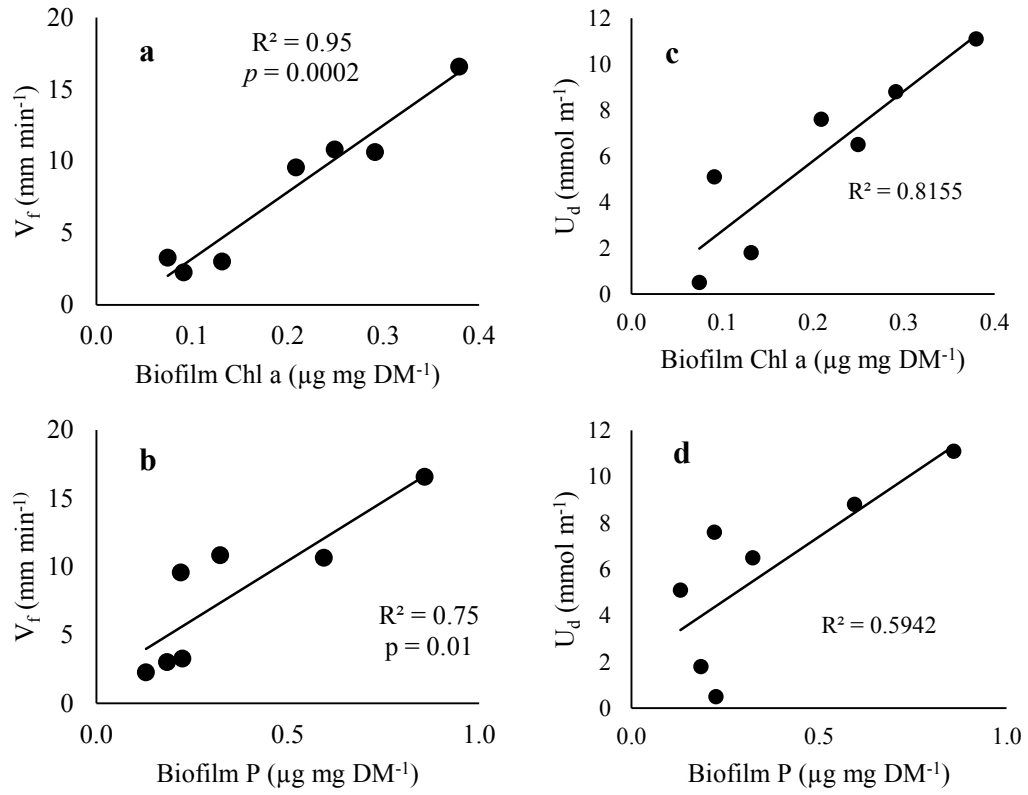 a
R² = 0.95
p = 0.0002
20
15
10
5
0
V_f (mm min⁻¹)
0.0 0.1 0.2 0.3 0.4
Biofilm Chl a (µg mg DM⁻¹)
c
R² = 0.8155
12
10
8
6
4
2
0
U_d (mmol m⁻¹)
0.0 0.1 0.2 0.3 0.4
Biofilm Chl a (µg mg DM⁻¹)
b
R² = 0.75
p = 0.01
20
15
10
5
0
V_f (mm min⁻¹)
0.0 0.5 1.0
Biofilm P (µg mg DM⁻¹)
d
R² = 0.5942
12
10
8
6
4
2
0
U_d (mmol m⁻¹)
0.0 0.5 1.0
Biofilm P (µg mg DM⁻¹)